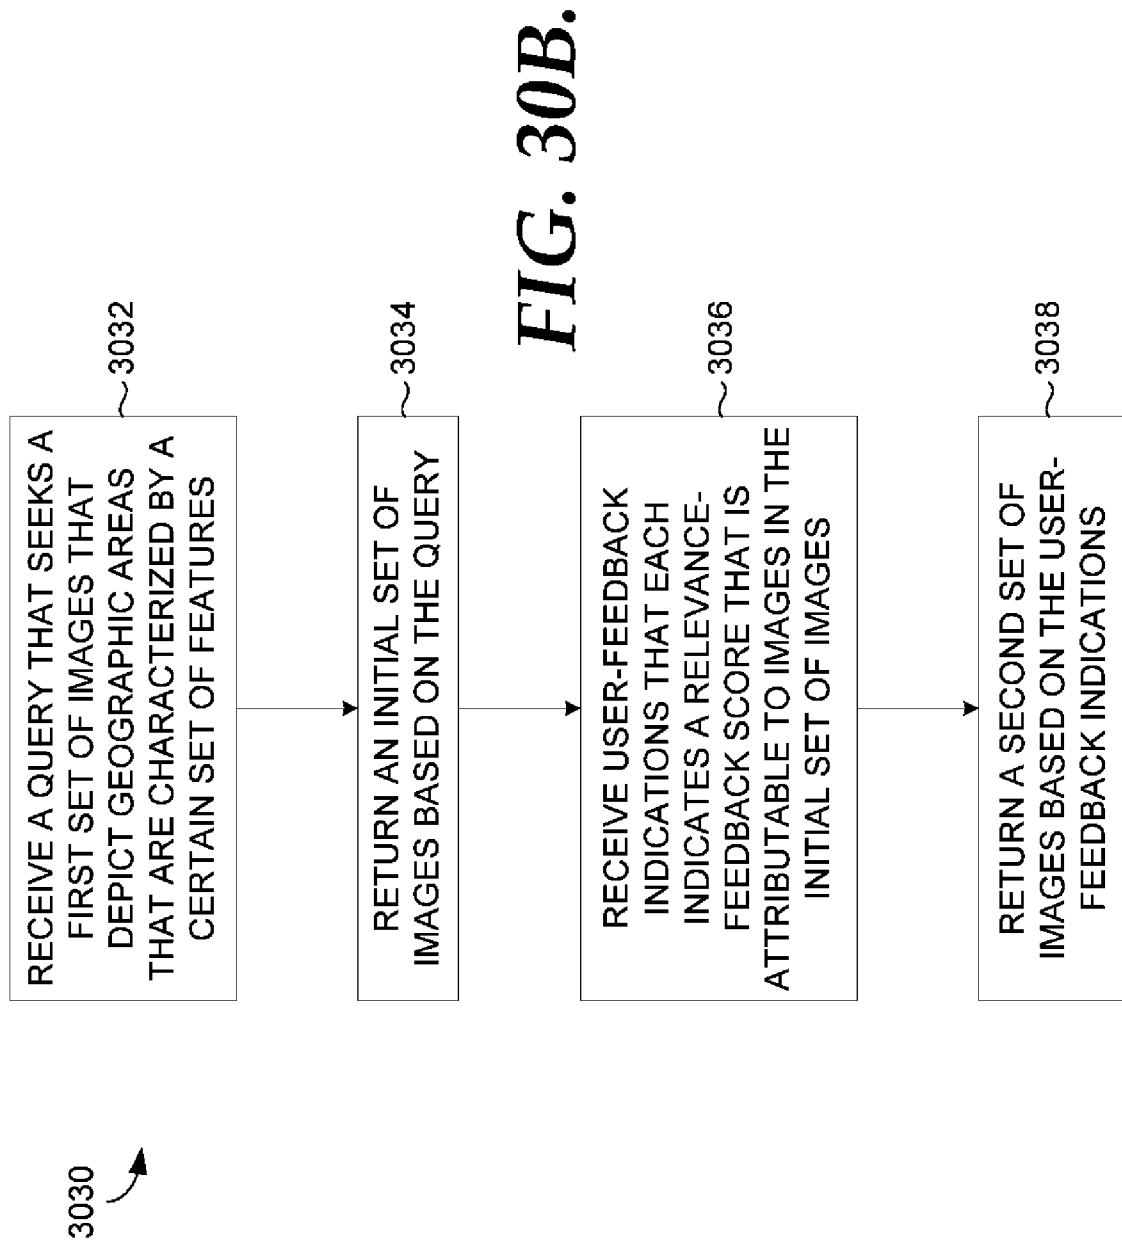 3030
RECEIVE A QUERY THAT SEEKS A
FIRST SET OF IMAGES THAT
DEPICT GEOGRAPHIC AREAS
THAT ARE CHARACTERIZED BY A
CERTAIN SET OF FEATURES
3032
RETURN AN INITIAL SET OF
IMAGES BASED ON THE QUERY
3034
RECEIVE USER-FEEDBACK
INDICATIONS THAT EACH
INDICATES A RELEVANCE-
FEEDBACK SCORE THAT IS
ATTRIBUTABLE TO IMAGES IN THE
INITIAL SET OF IMAGES
3036
RETURN A SECOND SET OF
IMAGES BASED ON THE USER-
FEEDBACK INDICATIONS
3038
FIG. 30B.